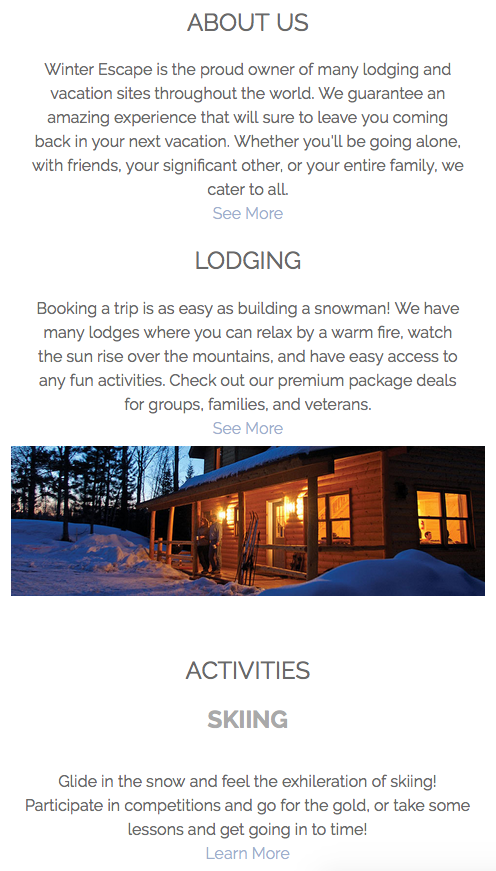 ABOUT US
Winter Escape is the proud owner of many lodging and
vacation sites throughout the world. We guarantee an
amazing experience that will sure to leave you coming
back in your next vacation. Whether you'll be going alone,
with friends, your significant other, or your entire family, we
cater to all.
See More
LODGING
Booking a trip is as easy as building a snowman! We have
many lodges where you can relax by a warm fire, watch
the sun rise over the mountains, and have easy access to
any fun activities. Check out our premium package deals
for groups, families, and veterans.
See More
ACTIVITIES
SKIING
Glide in the snow and feel the exhileration of skiing!
Participate in competitions and go for the gold, or take some
lessons and get going in to time!
Learn More